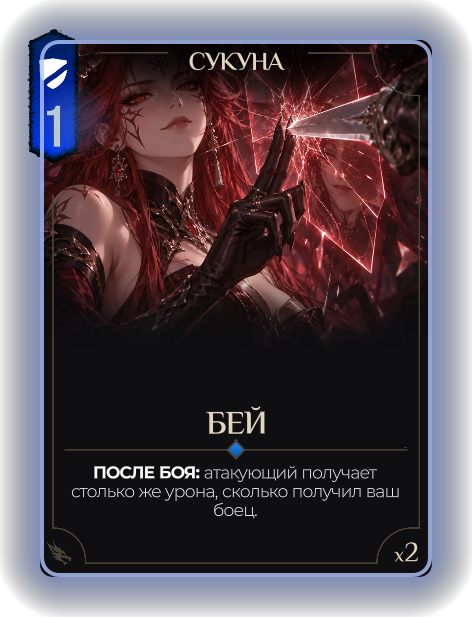 СУКУНА
1
БЕЙ
ПОСЛЕ БОЯ: атакующий получает
столько же урона, сколько получил ваш
боец.
x2